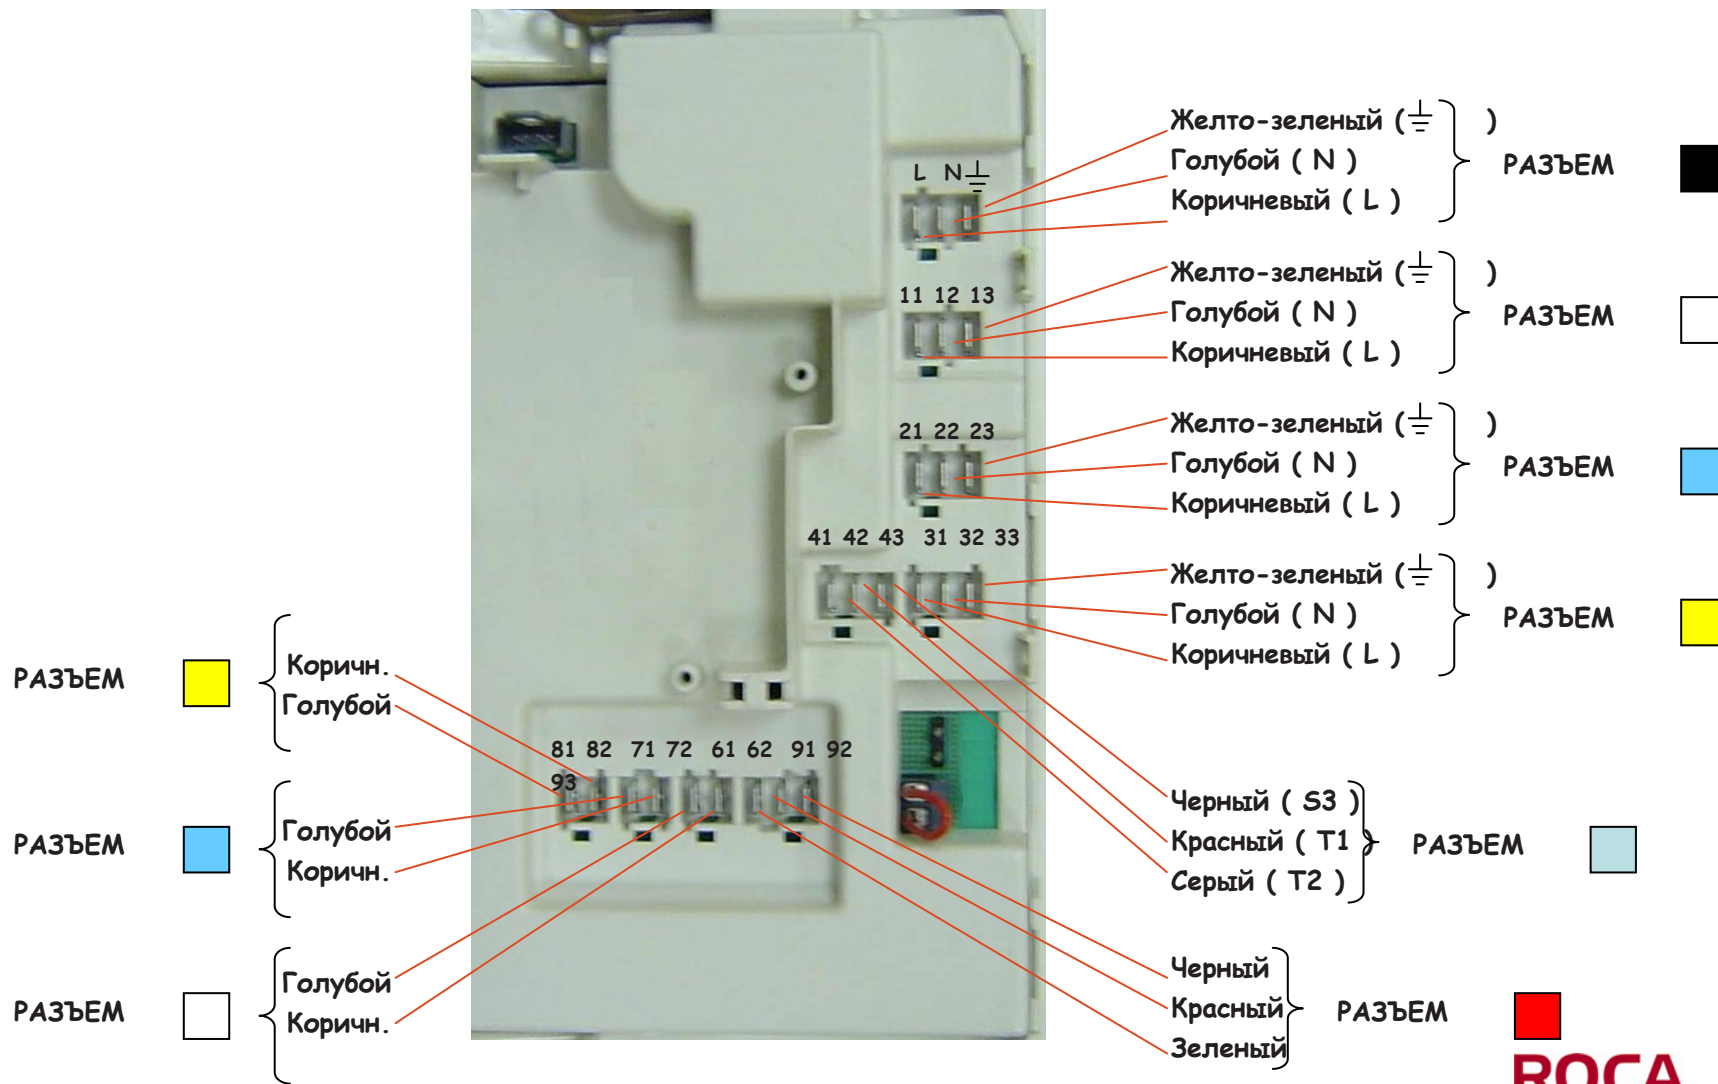 Желто-зеленый ( )
Голубой ( N )
Коричневый ( L )
РАЗЪЕМ
L N
Желто-зеленый ( )
Голубой ( N )
Коричневый ( L )
РАЗЪЕМ
11 12 13
Желто-зеленый ( )
Голубой ( N )
Коричневый ( L )
РАЗЪЕМ
21 22 23
41 42 43 31 32 33
Желто-зеленый ( )
Голубой ( N )
Коричневый ( L )
РАЗЪЕМ
РАЗЪЕМ
Коричн.
Голубой
81 82 71 72 61 62 91 92
93
РАЗЪЕМ
Голубой
Коричн.
Черный ( S3 )
Красный ( T1 )
Серый ( T2 )
РАЗЪЕМ
РАЗЪЕМ
Голубой
Коричн.
Черный
Красный
Зеленый
РАЗЪЕМ
ROCA